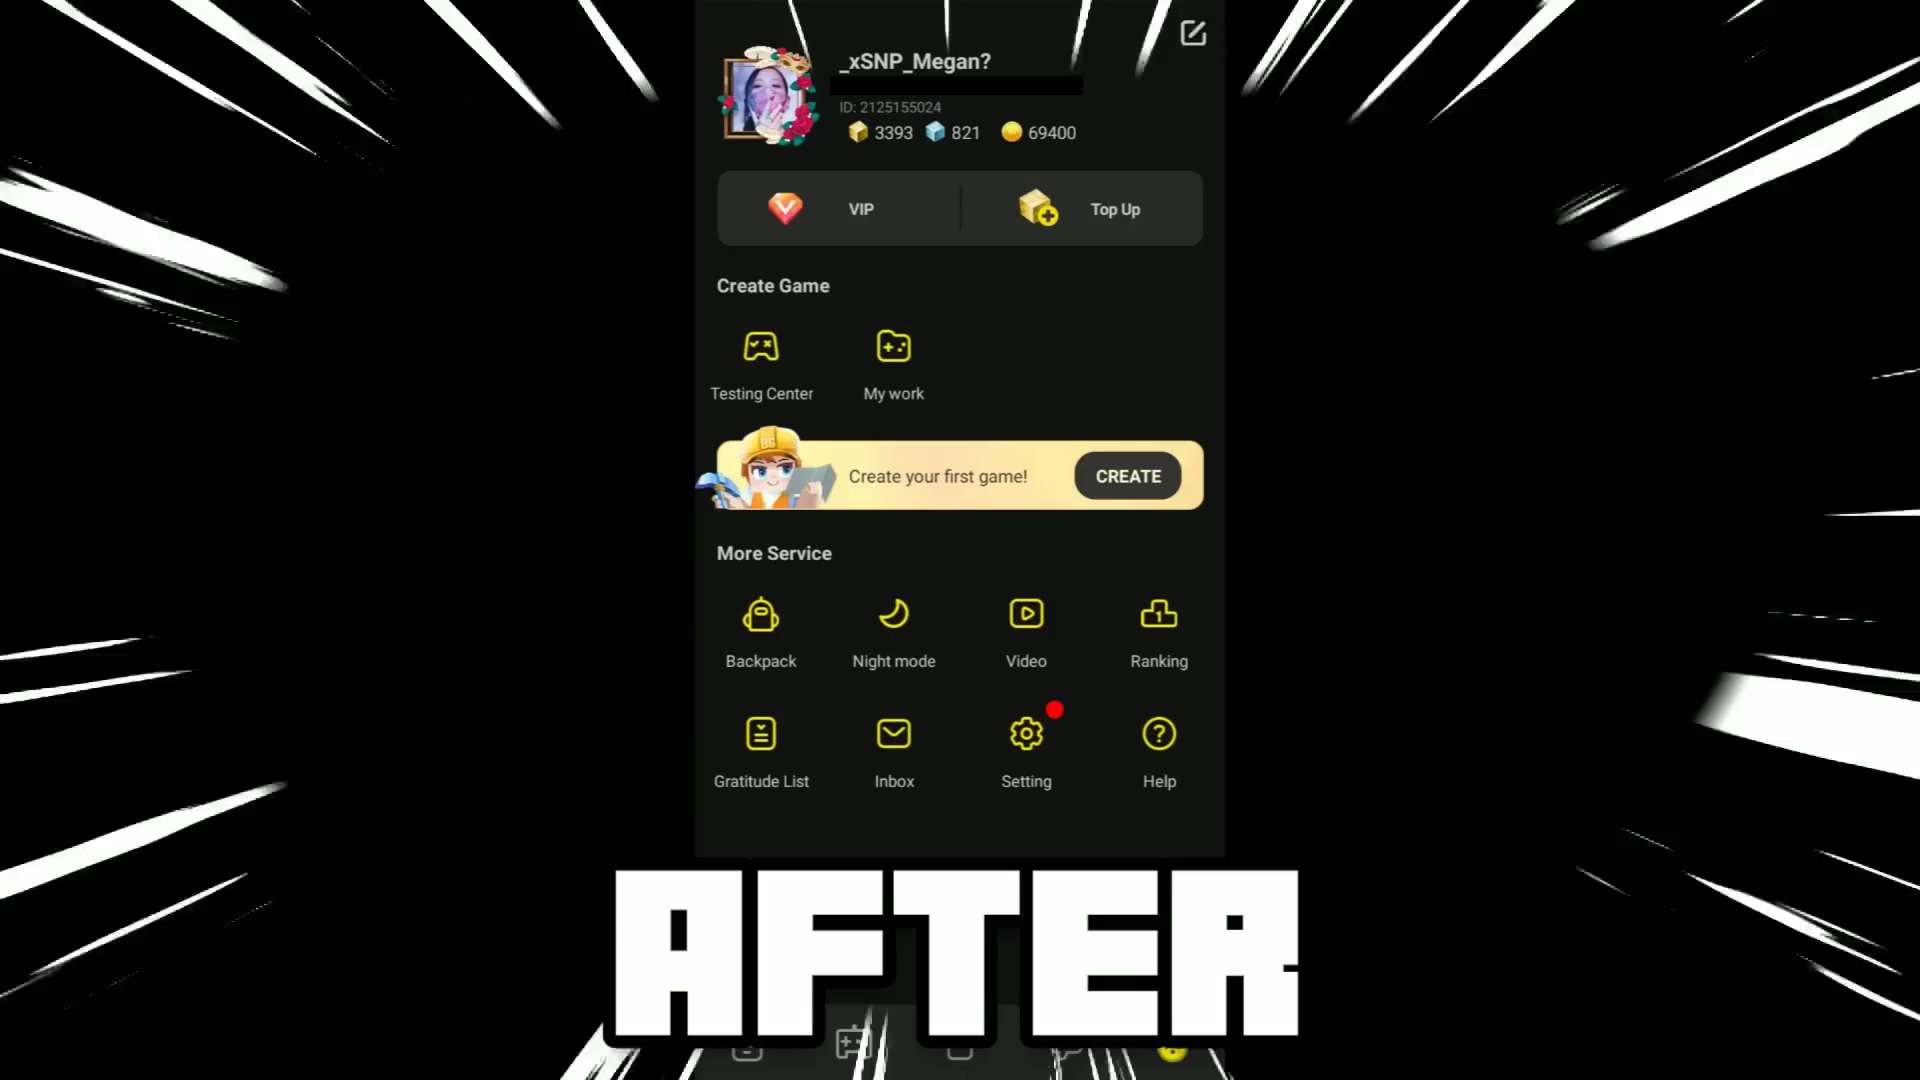 _xSNP_Megan?
ID: 2125155024
3393 821 69400
VIP Top Up
Create Game
Testing Center My work
BG
Create your first game! CREATE
More Service
Backpack Night mode Video Ranking
Gratitude List Inbox Setting Help
AFTER